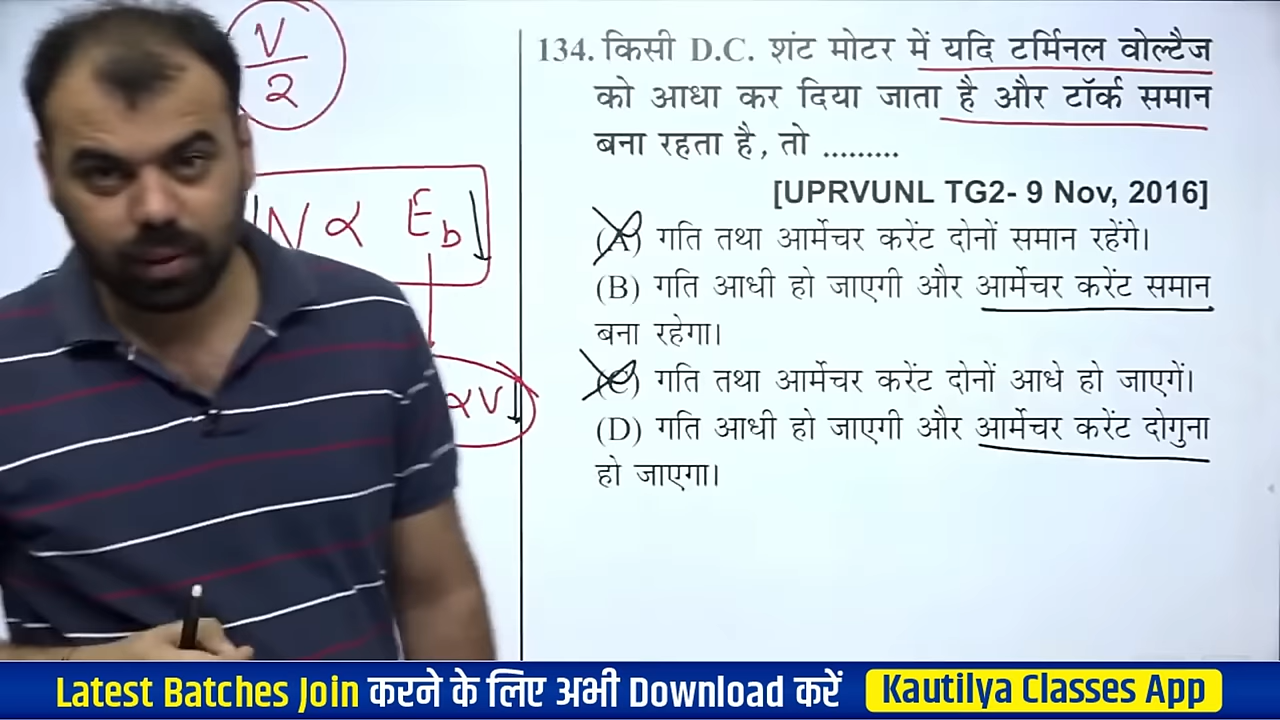 V
2
N ∝ Eb↓
∝V↓
134. किसी D.C. शंट मोटर में यदि टर्मिनल वोल्टैज
को आधा कर दिया जाता है और टॉर्क समान
बना रहता है, तो .........
[UPRVUNL TG2- 9 Nov, 2016]
(A) गति तथा आर्मेचर करेंट दोनों समान रहेंगे।
(B) गति आधी हो जाएगी और आर्मेचर करेंट समान
बना रहेगा।
(C) गति तथा आर्मेचर करेंट दोनों आधे हो जाएगें।
(D) गति आधी हो जाएगी और आर्मेचर करेंट दोगुना
हो जाएगा।
Latest Batches Join करने के लिए अभी Download करें Kautilya Classes App